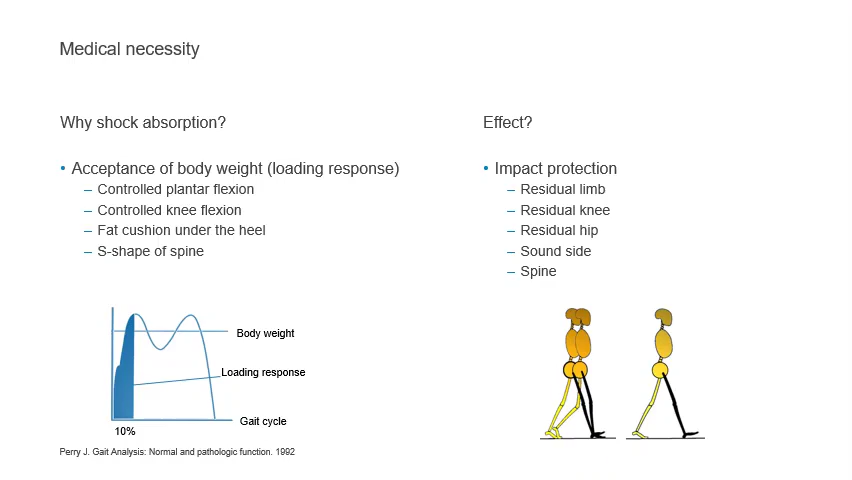 Medical necessity
Why shock absorption?
• Acceptance of body weight (loading response)
– Controlled plantar flexion
– Controlled knee flexion
– Fat cushion under the heel
– S-shape of spine
Effect?
• Impact protection
– Residual limb
– Residual knee
– Residual hip
– Sound side
– Spine
Body weight
Loading response
Gait cycle
10%
Perry J. Gait Analysis: Normal and pathologic function. 1992